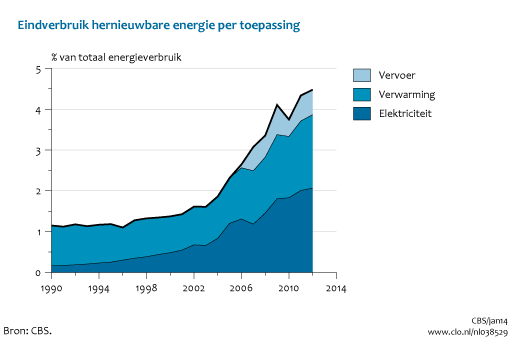 Eindverbruik hernieuwbare energie per toepassing
% van totaal energieverbruik
5
4
3
2
1
0
1990 1994 1998 2002 2006 2010 2014
Vervoer
Verwarming
Elektriciteit
CBS/jan14
Bron: CBS.
www.clo.nl/nl038529